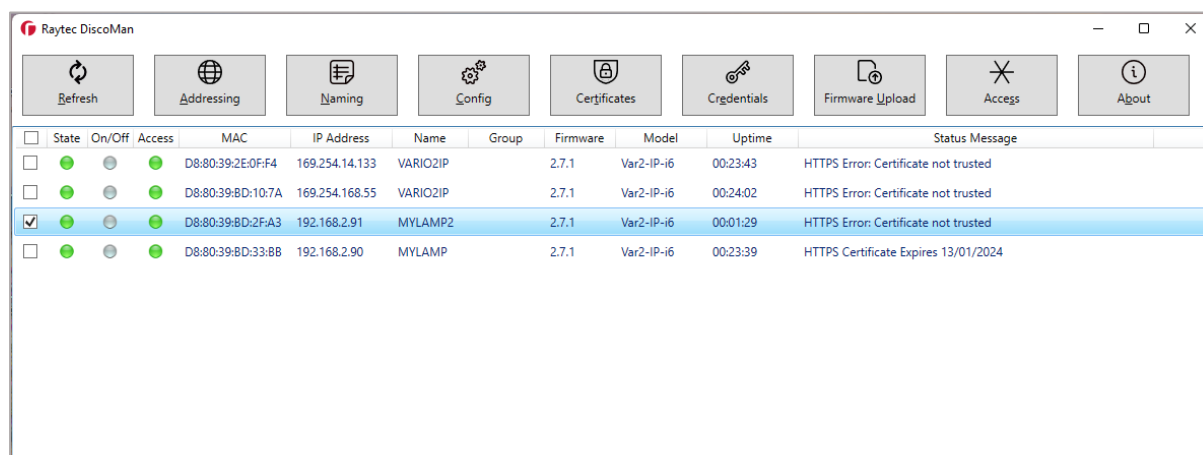 Raytec DiscoMan
Refresh Addressing Naming Config Certificates Credentials Firmware Upload Access About
State On/Off Access MAC IP Address Name Group Firmware Model Uptime Status Message
D8:80:39:2E:0F:F4 169.254.14.133 VARIO2IP 2.7.1 Var2-IP-i6 00:23:43 HTTPS Error: Certificate not trusted
D8:80:39:BD:10:7A 169.254.168.55 VARIO2IP 2.7.1 Var2-IP-i6 00:24:02 HTTPS Error: Certificate not trusted
D8:80:39:BD:2F:A3 192.168.2.91 MYLAMP2 2.7.1 Var2-IP-i6 00:01:29 HTTPS Error: Certificate not trusted
D8:80:39:BD:33:BB 192.168.2.90 MYLAMP 2.7.1 Var2-IP-i6 00:23:39 HTTPS Certificate Expires 13/01/2024